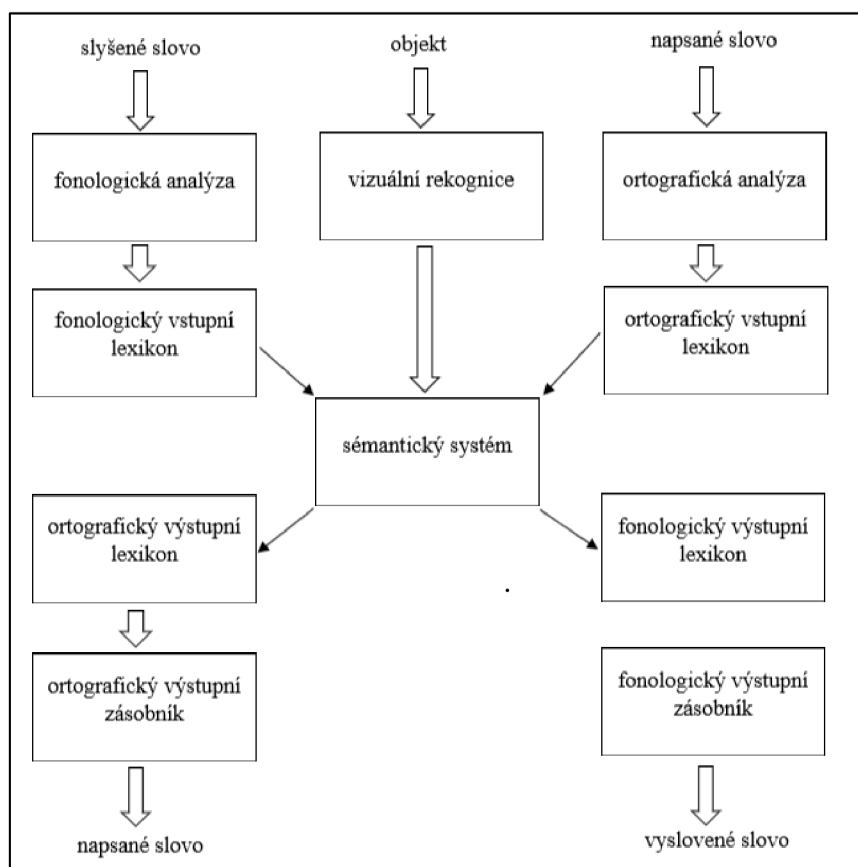 slyšené slovo
objekt
napsané slovo
fonologická analýza
vizuální rekognice
ortografická analýza
fonologický vstupní
lexikon
ortografický vstupní
lexikon
sémantický systém
ortografický výstupní
lexikon
fonologický výstupní
lexikon
ortografický výstupní
zásobník
fonologický výstupní
zásobník
napsané slovo
vyslovené slovo